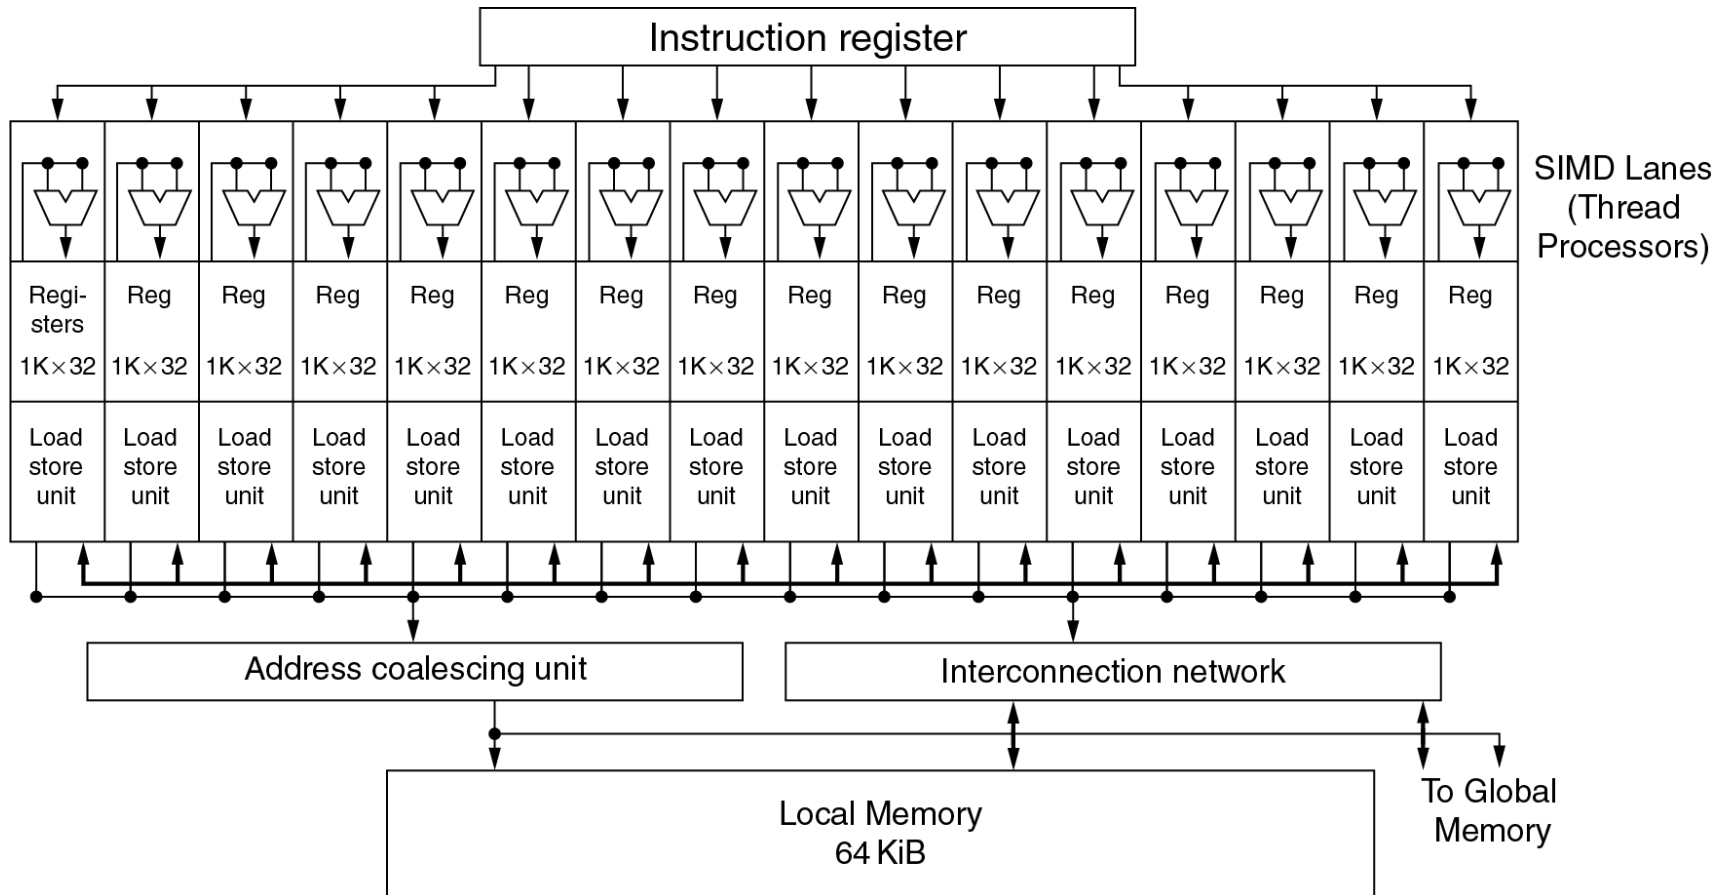 Instruction register
SIMD Lanes
(Thread
Processors)
Regi- Reg Reg Reg Reg Reg Reg Reg Reg Reg Reg Reg Reg Reg Reg Reg
sters
1K×32 1K×32 1K×32 1K×32 1K×32 1K×32 1K×32 1K×32 1K×32 1K×32 1K×32 1K×32 1K×32 1K×32 1K×32 1K×32
Load Load Load Load Load Load Load Load Load Load Load Load Load Load Load Load
store store store store store store store store store store store store store store store store
unit unit unit unit unit unit unit unit unit unit unit unit unit unit unit unit
Address coalescing unit
Interconnection network
Local Memory
64 KiB
To Global
Memory